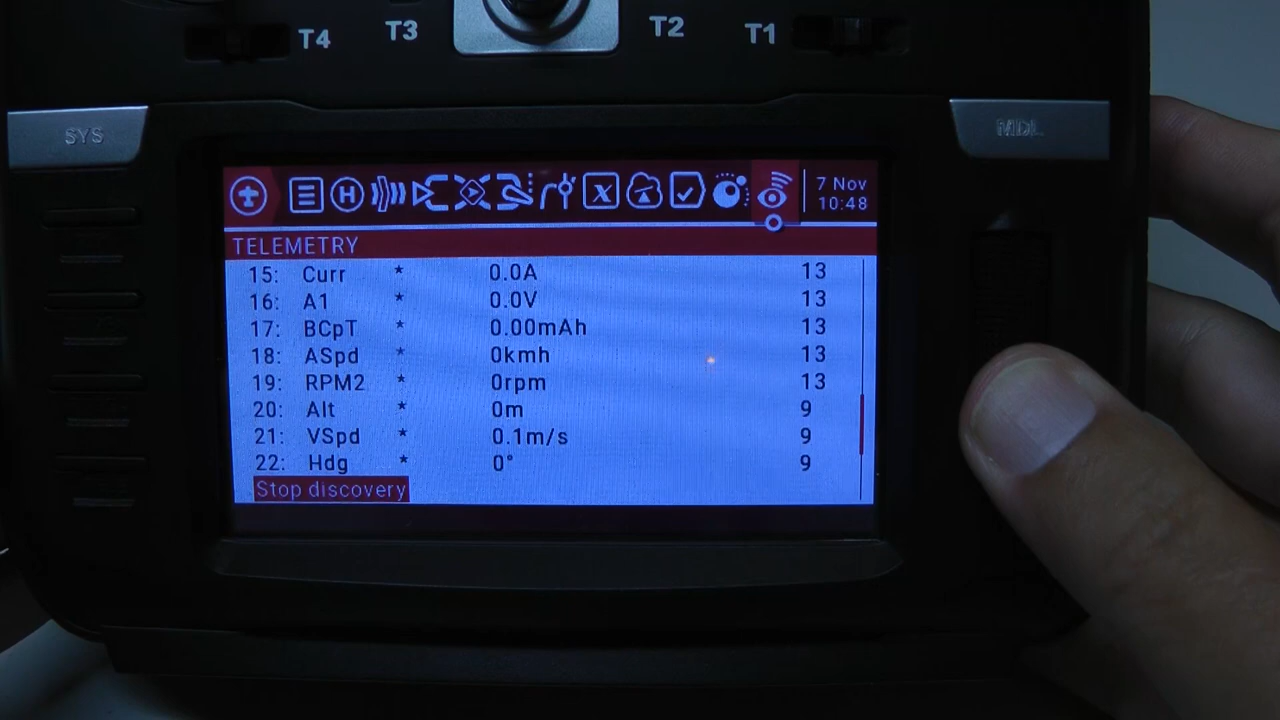 T4 T3 T2 T1
SYS MDL
7 Nov
10:48
TELEMETRY
15: Curr * 0.0A 13
16: A1 * 0.0V 13
17: BCpT * 0.00mAh 13
18: ASpd * 0kmh 13
19: RPM2 * 0rpm 13
20: Alt * 0m 9
21: VSpd * 0.1m/s 9
22: Hdg * 0° 9
Stop discovery